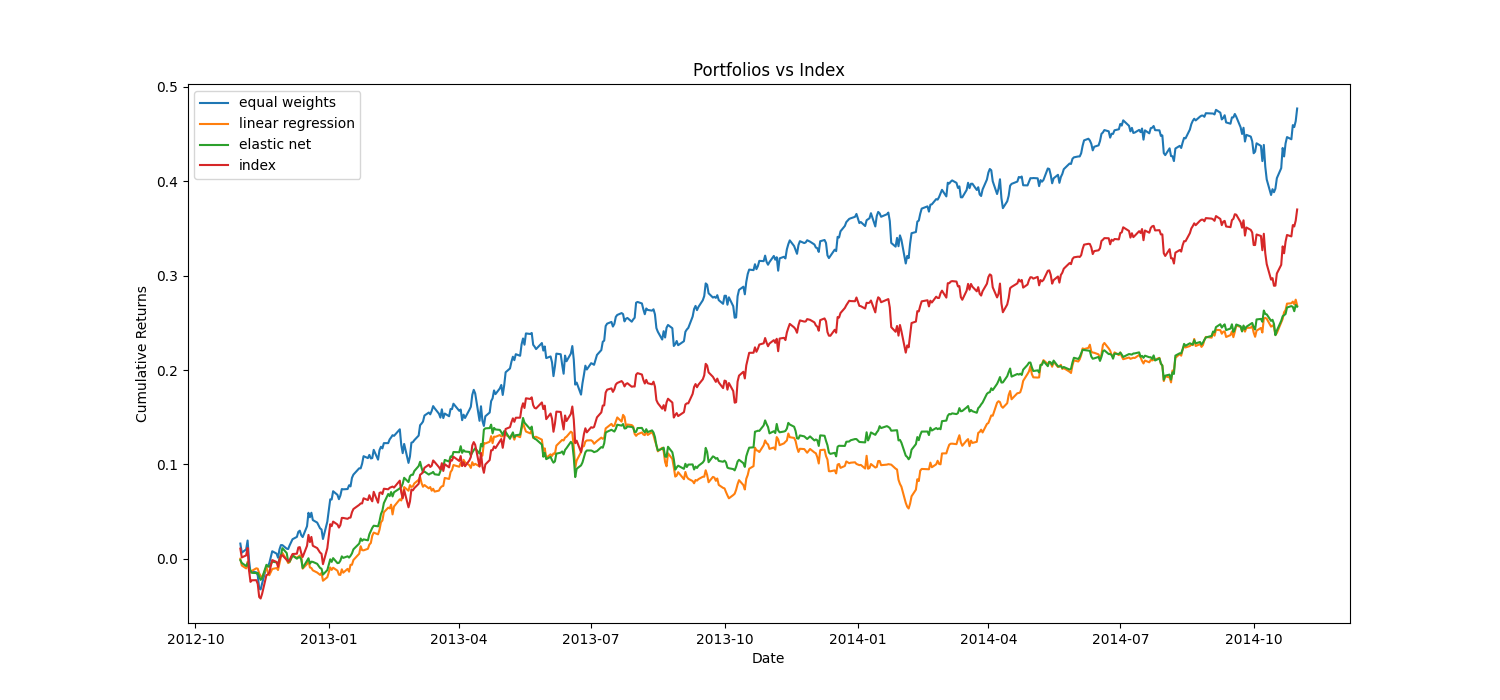 Portfolios vs Index
equal weights
linear regression
elastic net
index
Cumulative Returns
0.5
0.4
0.3
0.2
0.1
0.0
2012-10
2013-01
2013-04
2013-07
2013-10
2014-01
2014-04
2014-07
2014-10
Date